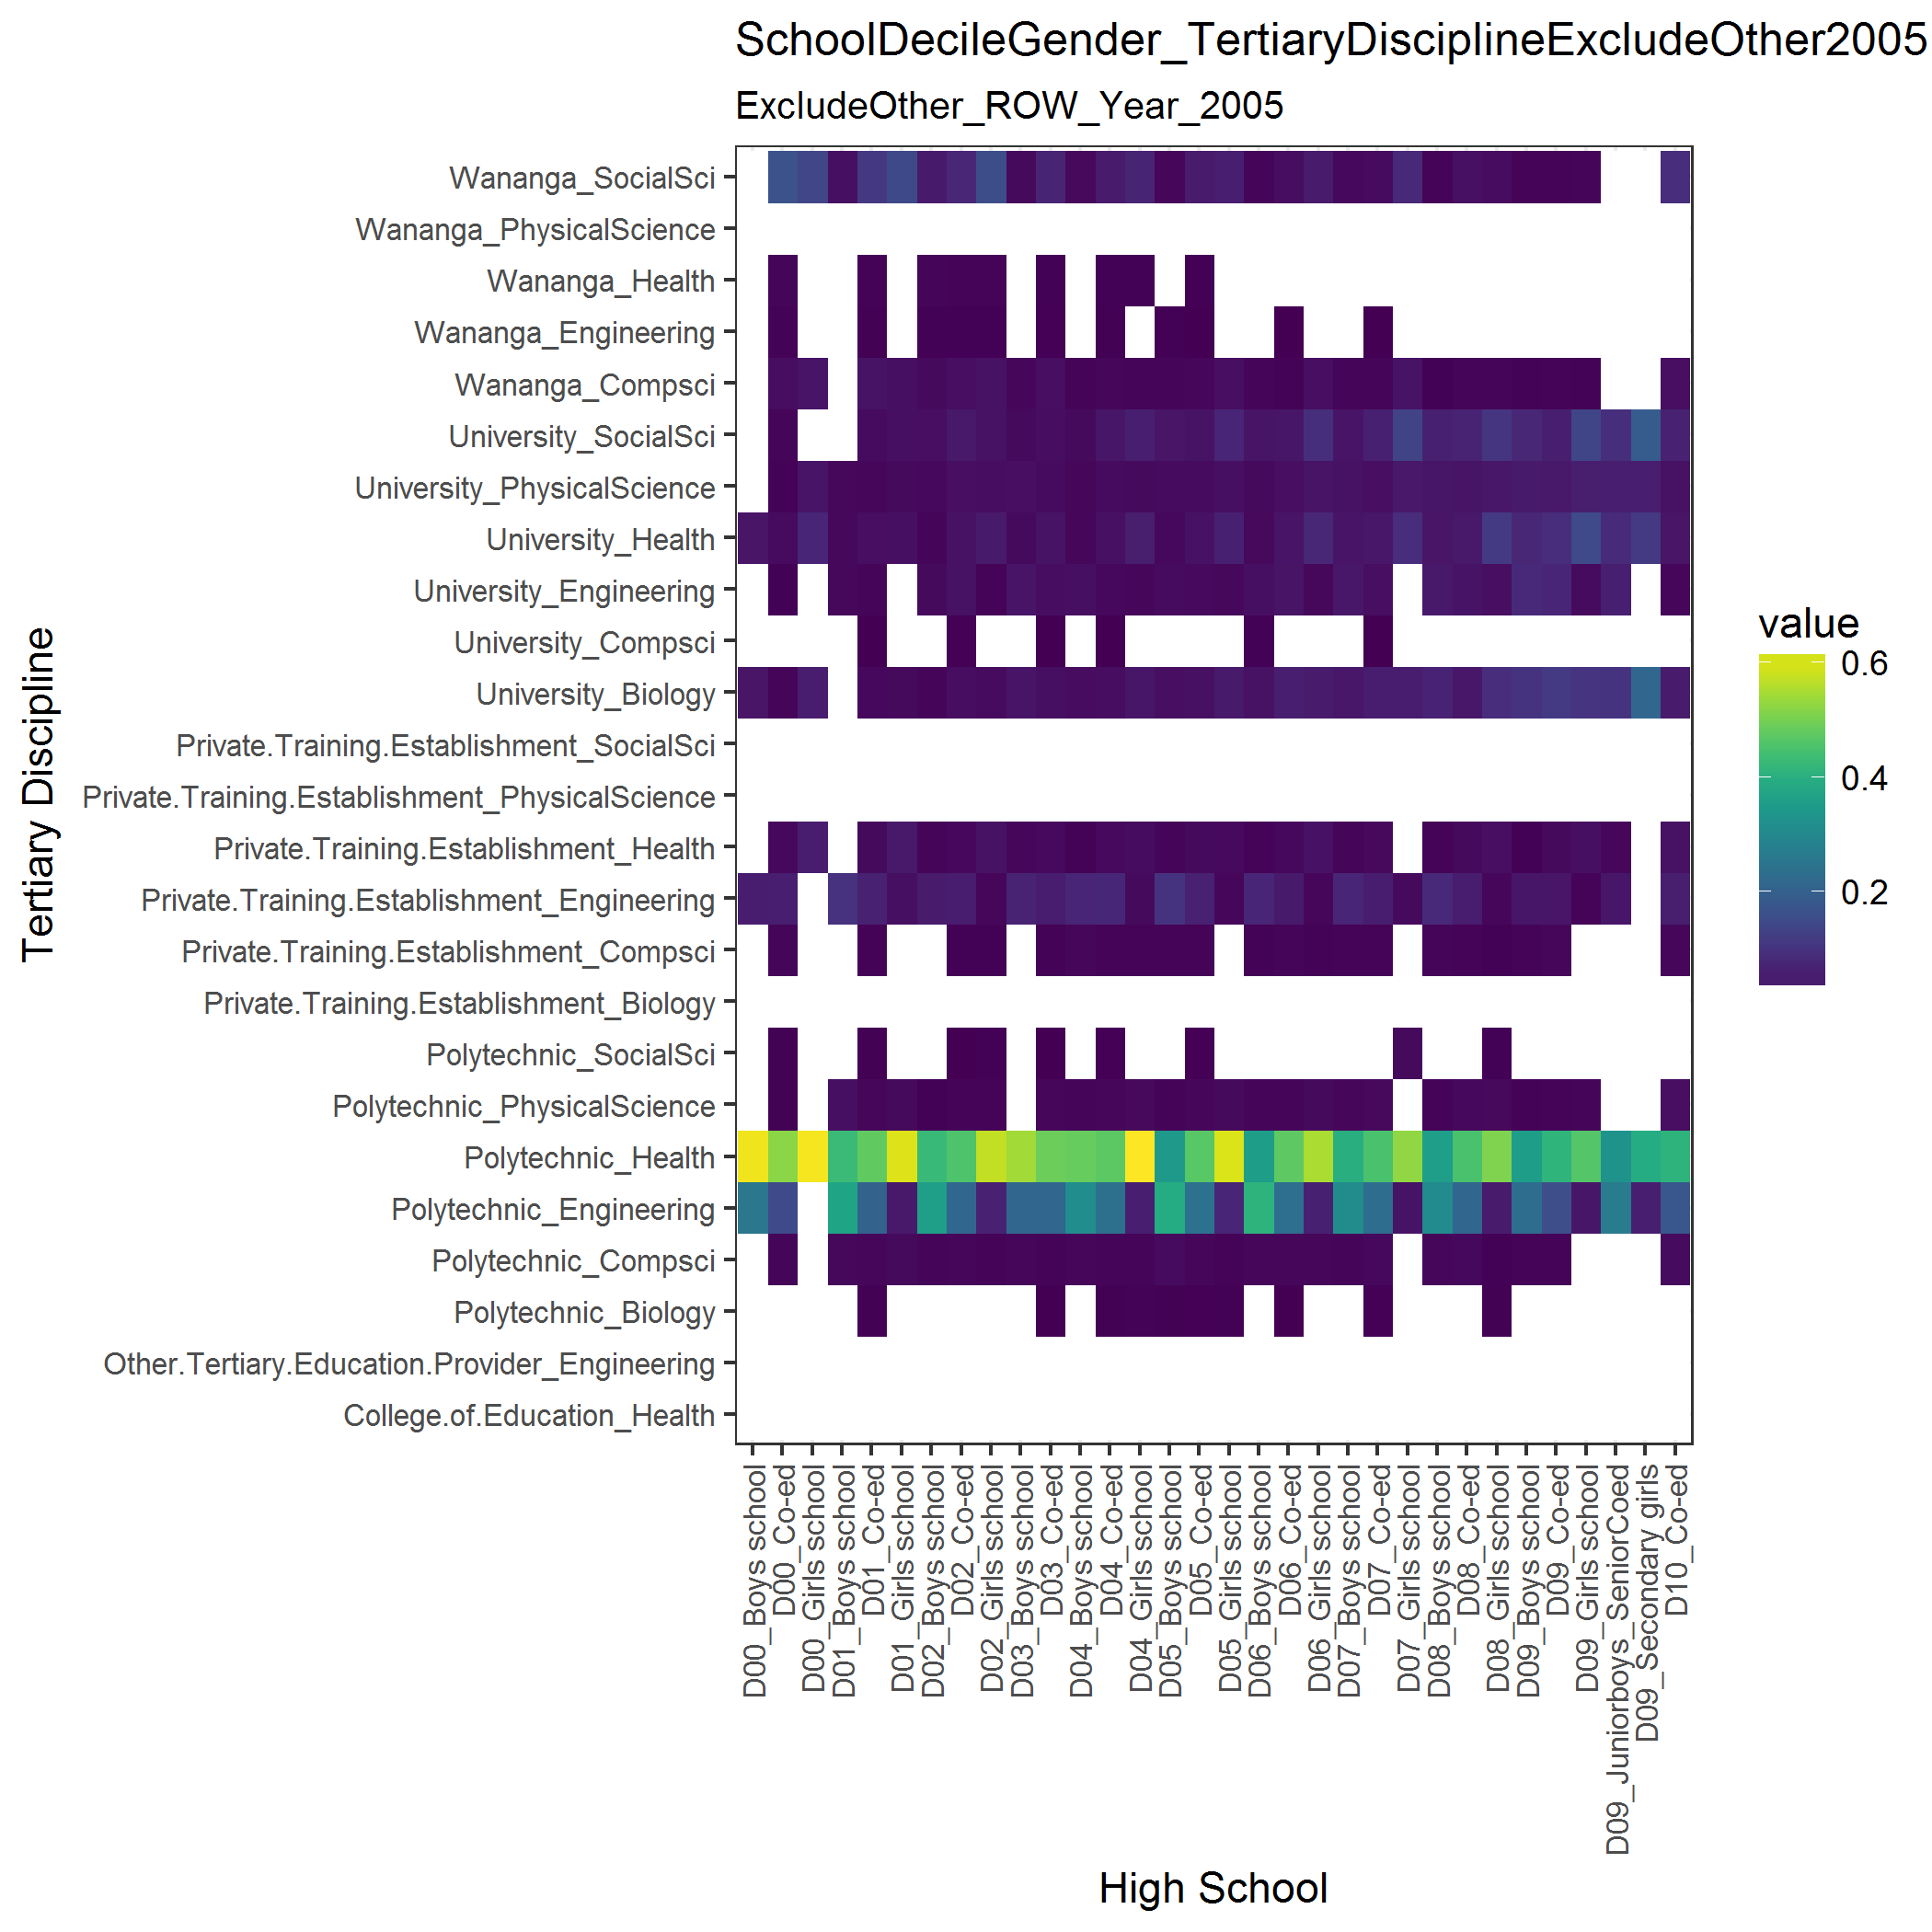 SchoolDecileGender_TertiaryDisciplineExcludeOther2005
ExcludeOther_ROW_Year_2005
Wananga_SocialSci
Wananga_PhysicalScience
Wananga_Health
Wananga_Engineering
Wananga_Compsci
University_SocialSci
University_PhysicalScience
University_Health
University_Engineering
University_Compsci
University_Biology
Private.Training.Establishment_SocialSci
Private.Training.Establishment_PhysicalScience
Private.Training.Establishment_Health
Private.Training.Establishment_Engineering
Private.Training.Establishment_Compsci
Private.Training.Establishment_Biology
Polytechnic_SocialSci
Polytechnic_PhysicalScience
Polytechnic_Health
Polytechnic_Engineering
Polytechnic_Compsci
Polytechnic_Biology
Other.Tertiary.Education.Provider_Engineering
College.of.Education_Health
Tertiary Discipline
D00_Boys school
D00_Co-ed
D00_Girls school
D01_Boys school
D01_Co-ed
D01_Girls school
D02_Boys school
D02_Co-ed
D02_Girls school
D03_Boys school
D03_Co-ed
D04_Boys school
D04_Co-ed
D04_Girls school
D05_Boys school
D05_Co-ed
D05_Girls school
D06_Boys school
D06_Co-ed
D06_Girls school
D07_Boys school
D07_Co-ed
D07_Girls school
D08_Boys school
D08_Co-ed
D08_Girls school
D09_Boys school
D09_Co-ed
D09_Girls school
D09_Juniorboys_SeniorCoed
D09_Secondary girls
D10_Co-ed
High School
value
0.6
0.4
0.2